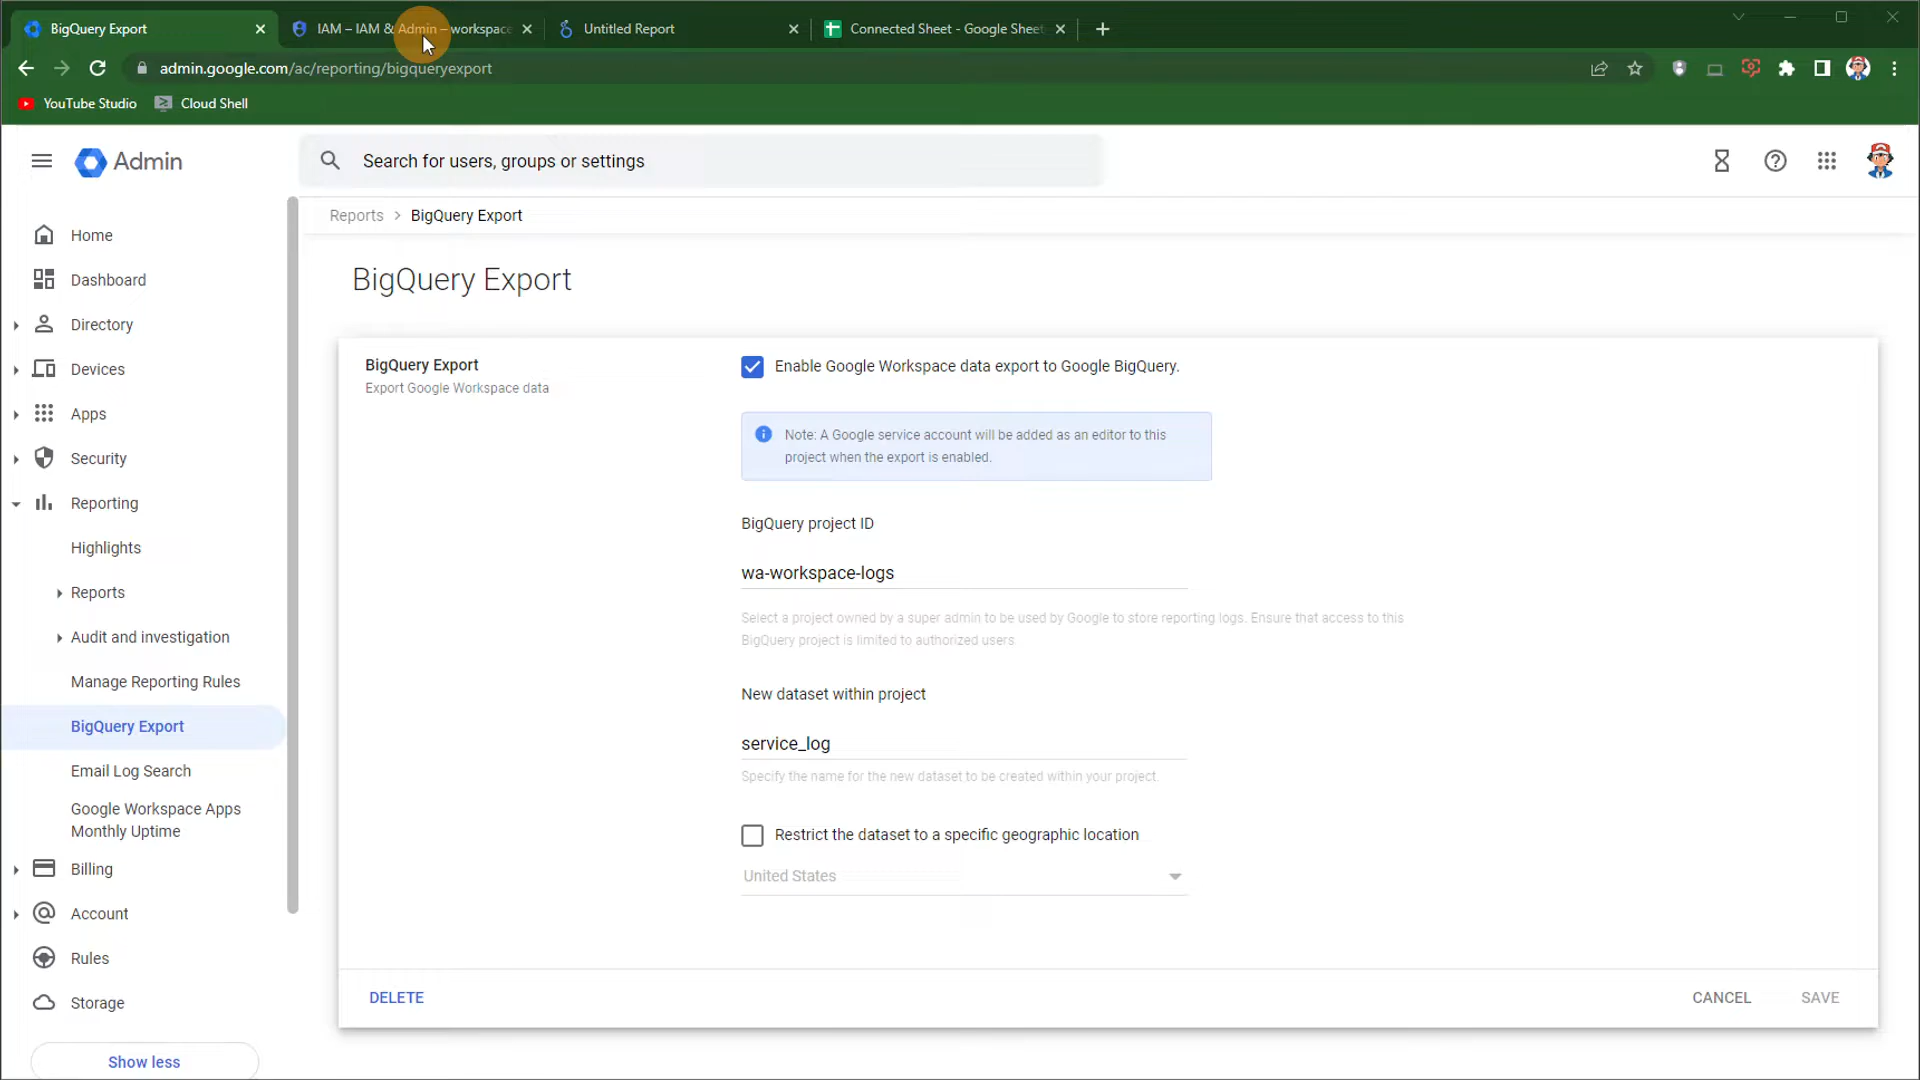 BigQuery Export
IAM – IAM & Admin – workspace
Untitled Report
Connected Sheet - Google Sheet
admin.google.com/ac/reporting/bigqueryexport
YouTube Studio
Cloud Shell
Admin
Search for users, groups or settings
Home
Dashboard
Directory
Devices
Apps
Security
Reporting
Highlights
Reports
Audit and investigation
Manage Reporting Rules
BigQuery Export
Email Log Search
Google Workspace Apps
Monthly Uptime
Billing
Account
Rules
Storage
Show less
Reports > BigQuery Export
BigQuery Export
BigQuery Export
Export Google Workspace data
Enable Google Workspace data export to Google BigQuery.
Note: A Google service account will be added as an editor to this
project when the export is enabled.
BigQuery project ID
wa-workspace-logs
Select a project owned by a super admin to be used by Google to store reporting logs. Ensure that access to this
BigQuery project is limited to authorized users.
New dataset within project
service_log
Specify the name for the new dataset to be created within your project.
Restrict the dataset to a specific geographic location
United States
DELETE
CANCEL
SAVE